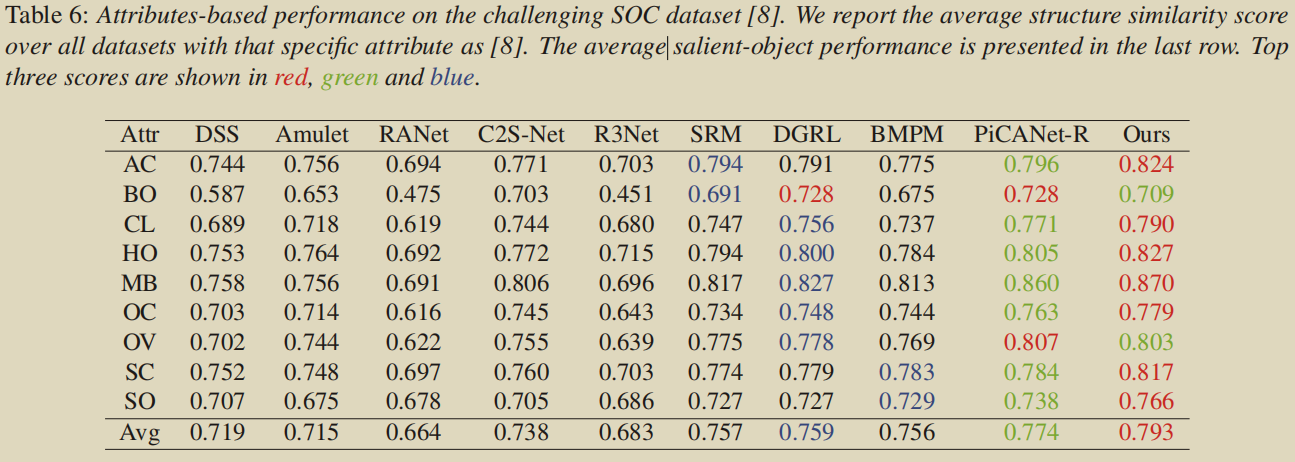 Table 6: Attributes-based performance on the challenging SOC dataset [8]. We report the average structure similarity score
over all datasets with that specific attribute as [8]. The average salient-object performance is presented in the last row. Top
three scores are shown in red, green and blue.
Attr DSS Amulet RANet C2S-Net R3Net SRM DGRL BMPM PiCANet-R Ours
AC 0.744 0.756 0.694 0.771 0.703 0.794 0.791 0.775 0.796 0.824
BO 0.587 0.653 0.475 0.703 0.451 0.691 0.728 0.675 0.728 0.709
CL 0.689 0.718 0.619 0.744 0.680 0.747 0.756 0.737 0.771 0.790
HO 0.753 0.764 0.692 0.772 0.715 0.794 0.800 0.784 0.805 0.827
MB 0.758 0.756 0.691 0.806 0.696 0.817 0.827 0.813 0.860 0.870
OC 0.703 0.714 0.616 0.745 0.643 0.734 0.748 0.744 0.763 0.779
OV 0.702 0.744 0.622 0.755 0.639 0.775 0.778 0.769 0.807 0.803
SC 0.752 0.748 0.697 0.760 0.703 0.774 0.779 0.783 0.784 0.817
SO 0.707 0.675 0.678 0.705 0.686 0.727 0.727 0.729 0.738 0.766
Avg 0.719 0.715 0.664 0.738 0.683 0.757 0.759 0.756 0.774 0.793